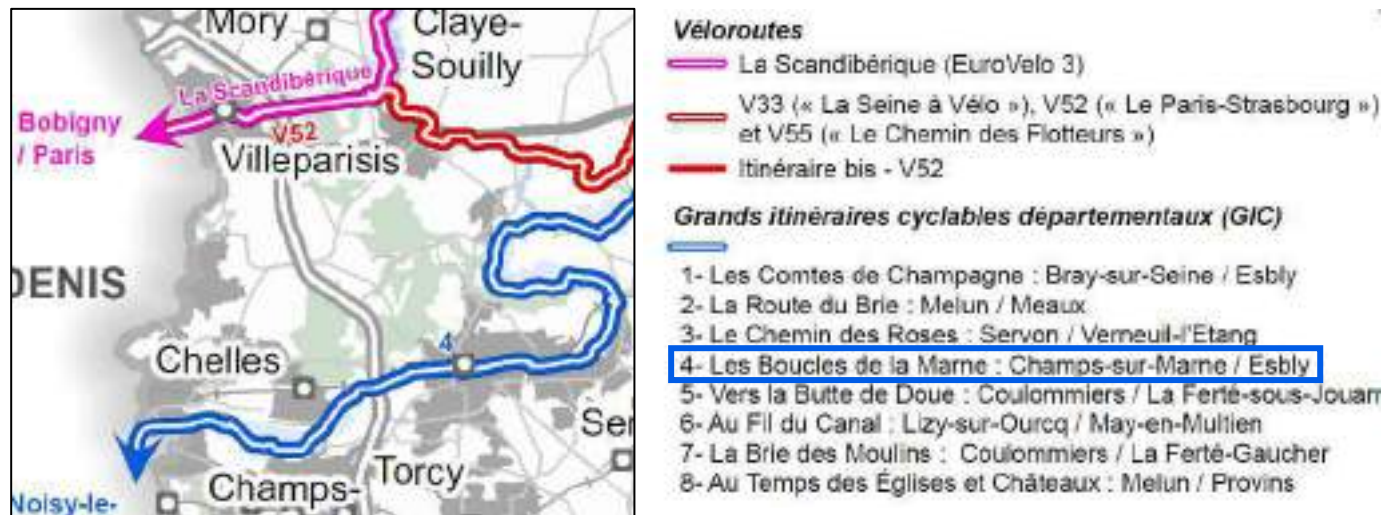 Mory
Claye-
Souilly
La Scandibérique
Bobigny
/ Paris
V52
Villeparisis
DENIS
4
Chelles
Ser
Torcy
Champs-
Noisy-le-
Véloroutes
La Scandibérique (EuroVelo 3)
V33 (« La Seine à Vélo »), V52 (« Le Paris-Strasbourg »)
et V55 (« Le Chemin des Flotteurs »)
Itinéraire bis - V52
Grands itinéraires cyclables départementaux (GIC)
1- Les Comtes de Champagne : Bray-sur-Seine / Esbly
2- La Route du Brie : Melun / Meaux
3- Le Chemin des Roses : Servon / Verneuil-l'Etang
4- Les Boucles de la Marne : Champs-sur-Marne / Esbly
5- Vers la Butte de Doue : Coulommiers / La Ferté-sous-Jouarr
6- Au Fil du Canal : Lizy-sur-Ourcq / May-en-Multien
7- La Brie des Moulins : Coulommiers / La Ferté-Gaucher
8- Au Temps des Églises et Châteaux : Melun / Provins